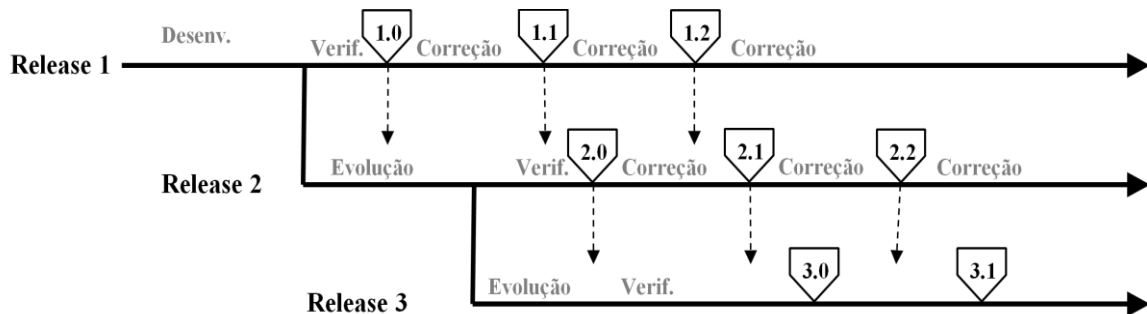 Desenv. Verif. 1.0 Correção 1.1 Correção 1.2 Correção
Release 1
Evolução Verif. 2.0 Correção 2.1 Correção 2.2 Correção
Release 2
Evolução Verif. 3.0 3.1
Release 3